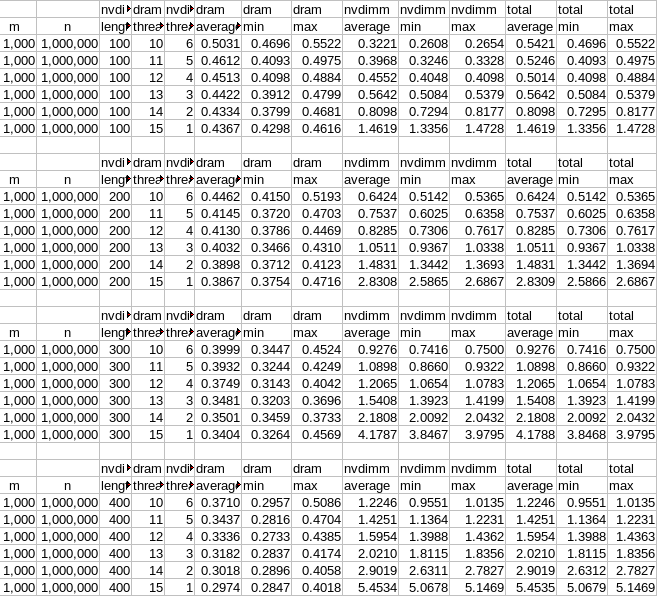 nvdi dram nvdi dram dram dram nvdimm nvdimm nvdimm total total total
m n leng threa thre averag min max average min max average min max
1,000 1,000,000 100 10 6 0.5031 0.4696 0.5522 0.3221 0.2608 0.2654 0.5421 0.4696 0.5522
1,000 1,000,000 100 11 5 0.4612 0.4093 0.4975 0.3968 0.3246 0.3328 0.5246 0.4093 0.4975
1,000 1,000,000 100 12 4 0.4513 0.4098 0.4884 0.4552 0.4048 0.4098 0.5014 0.4098 0.4884
1,000 1,000,000 100 13 3 0.4422 0.3912 0.4799 0.5642 0.5084 0.5379 0.5642 0.5084 0.5379
1,000 1,000,000 100 14 2 0.4334 0.3799 0.4681 0.8098 0.7294 0.8177 0.8098 0.7295 0.8177
1,000 1,000,000 100 15 1 0.4367 0.4298 0.4616 1.4619 1.3356 1.4728 1.4619 1.3356 1.4728
nvdi dram nvdi dram dram dram nvdimm nvdimm nvdimm total total total
m n leng threa thre averag min max average min max average min max
1,000 1,000,000 200 10 6 0.4462 0.4150 0.5193 0.6424 0.5142 0.5365 0.6424 0.5142 0.5365
1,000 1,000,000 200 11 5 0.4145 0.3720 0.4703 0.7537 0.6025 0.6358 0.7537 0.6025 0.6358
1,000 1,000,000 200 12 4 0.4130 0.3786 0.4469 0.8285 0.7306 0.7617 0.8285 0.7306 0.7617
1,000 1,000,000 200 13 3 0.4032 0.3466 0.4310 1.0511 0.9367 1.0338 1.0511 0.9367 1.0338
1,000 1,000,000 200 14 2 0.3898 0.3712 0.4123 1.4831 1.3442 1.3693 1.4831 1.3442 1.3694
1,000 1,000,000 200 15 1 0.3867 0.3754 0.4716 2.8308 2.5865 2.6867 2.8309 2.5866 2.6867
nvdi dram nvdi dram dram dram nvdimm nvdimm nvdimm total total total
m n leng threa thre averag min max average min max average min max
1,000 1,000,000 300 10 6 0.3999 0.3447 0.4524 0.9276 0.7416 0.7500 0.9276 0.7416 0.7500
1,000 1,000,000 300 11 5 0.3932 0.3244 0.4249 1.0898 0.8660 0.9322 1.0898 0.8660 0.9322
1,000 1,000,000 300 12 4 0.3749 0.3143 0.4042 1.2065 1.0654 1.0783 1.2065 1.0654 1.0783
1,000 1,000,000 300 13 3 0.3481 0.3203 0.3696 1.5408 1.3923 1.4199 1.5408 1.3923 1.4199
1,000 1,000,000 300 14 2 0.3501 0.3459 0.3733 2.1808 2.0092 2.0432 2.1808 2.0092 2.0432
1,000 1,000,000 300 15 1 0.3404 0.3264 0.4569 4.1787 3.8467 3.9795 4.1788 3.8468 3.9795
nvdi dram nvdi dram dram dram nvdimm nvdimm nvdimm total total total
m n leng threa thre averag min max average min max average min max
1,000 1,000,000 400 10 6 0.3710 0.2957 0.5086 1.2246 0.9551 1.0135 1.2246 0.9551 1.0135
1,000 1,000,000 400 11 5 0.3437 0.2816 0.4704 1.4251 1.1364 1.2231 1.4251 1.1364 1.2231
1,000 1,000,000 400 12 4 0.3336 0.2733 0.4385 1.5954 1.3988 1.4362 1.5954 1.3988 1.4363
1,000 1,000,000 400 13 3 0.3182 0.2837 0.4174 2.0210 1.8115 1.8356 2.0210 1.8115 1.8356
1,000 1,000,000 400 14 2 0.3018 0.2896 0.4058 2.9019 2.6311 2.7827 2.9019 2.6312 2.7827
1,000 1,000,000 400 15 1 0.2974 0.2847 0.4018 5.4534 5.0678 5.1469 5.4535 5.0679 5.1469